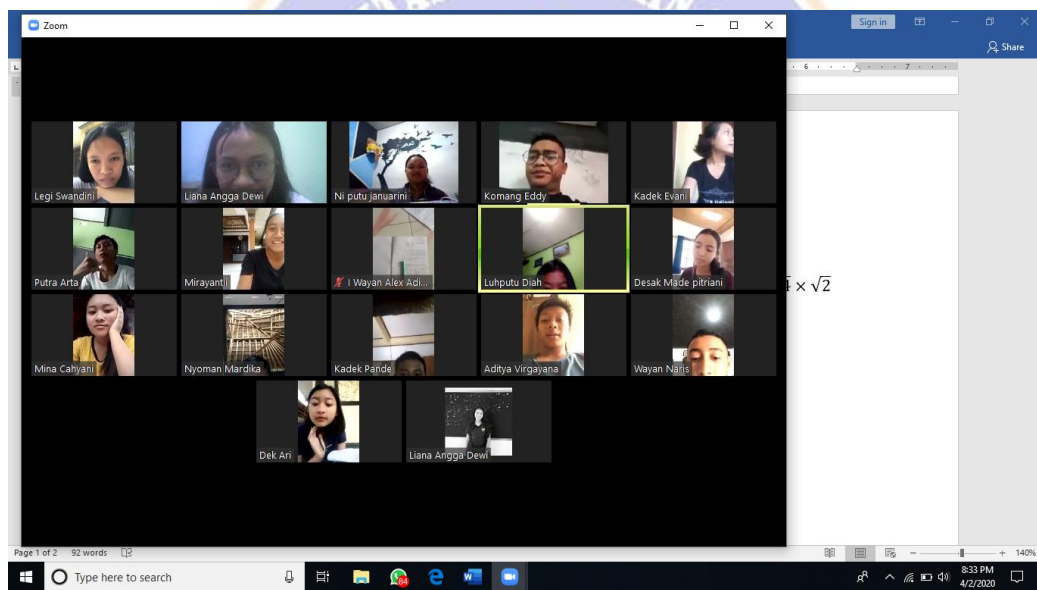 Zoom
Sign in
Share
6 7
Legi Swandini
Liana Angga Dewi
Ni putu januarini
Komang Eddy
Kadek Evani
Putra Arta
Mirayanti
I Wayan Alex Adi...
Luhputu Diah
Desak Made pitriani
× √2
Mina Cahyani
Nyoman Mardika
Kadek Pande
Aditya Virgayana
Wayan Naris
Dek Ari
Liana Angga Dewi
Page 1 of 2 92 words
140%
Type here to search
64
8:33 PM
4/2/2020